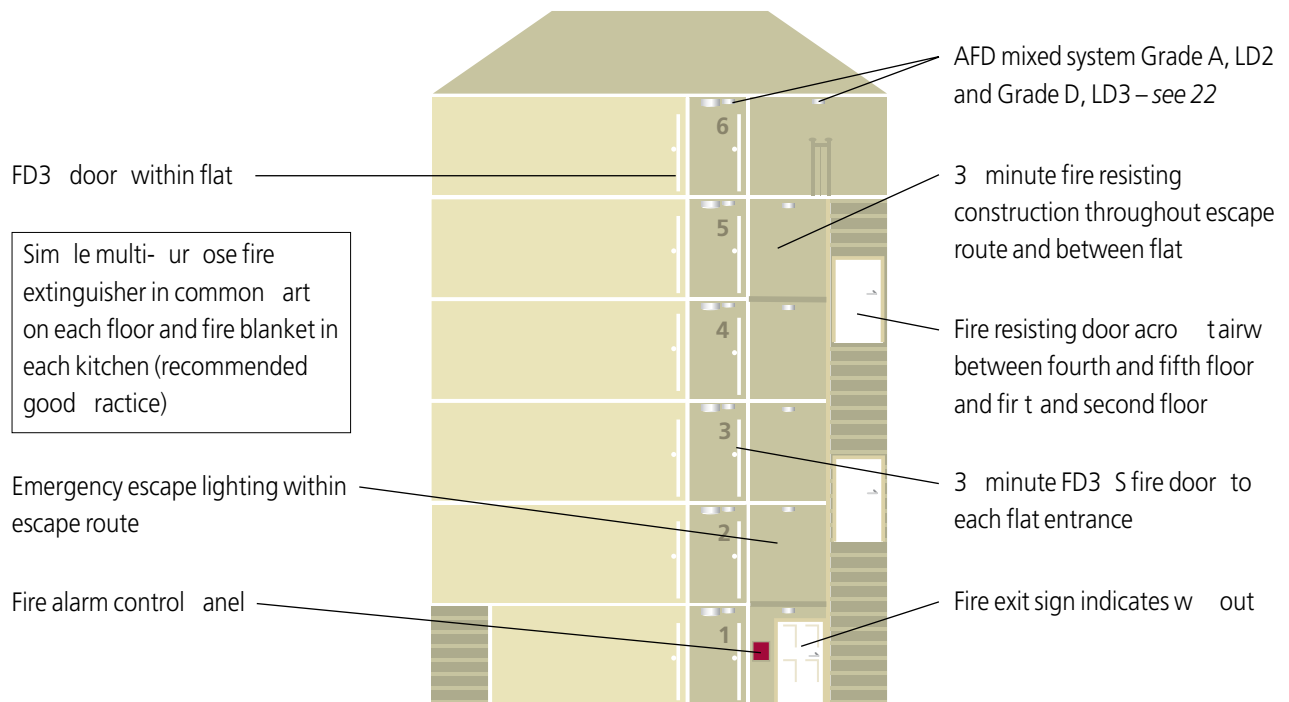 AFD mixed system Grade A, LD2
and Grade D, LD3 – see 22
FD3 door within flat
3 minute fire resisting
construction throughout escape
route and between flat
Sim le multi- ur ose fire
extinguisher in common art
on each floor and fire blanket in
each kitchen (recommended
good ractice)
Fire resisting door acro t airw
between fourth and fifth floor
and fir t and second floor
Emergency escape lighting within
escape route
3 minute FD3 S fire door to
each flat entrance
Fire alarm control anel
Fire exit sign indicates w out
6
5
4
3
2
1